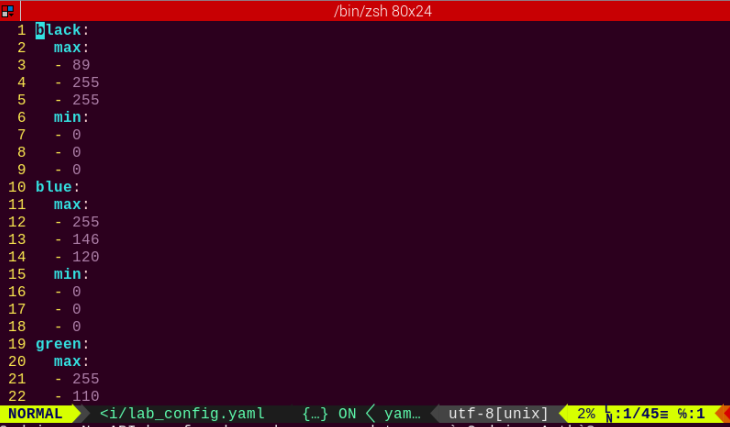 /bin/zsh 80x24
1 black:
2 max:
3 - 89
4 - 255
5 - 255
6 min:
7 - 0
8 - 0
9 - 0
10 blue:
11 max:
12 - 255
13 - 146
14 - 120
15 min:
16 - 0
17 - 0
18 - 0
19 green:
20 max:
21 - 255
22 - 110
NORMAL <i/lab_config.yaml {…} ON yam… utf-8[unix] 2% ㏑:1/45≡ ℅:1